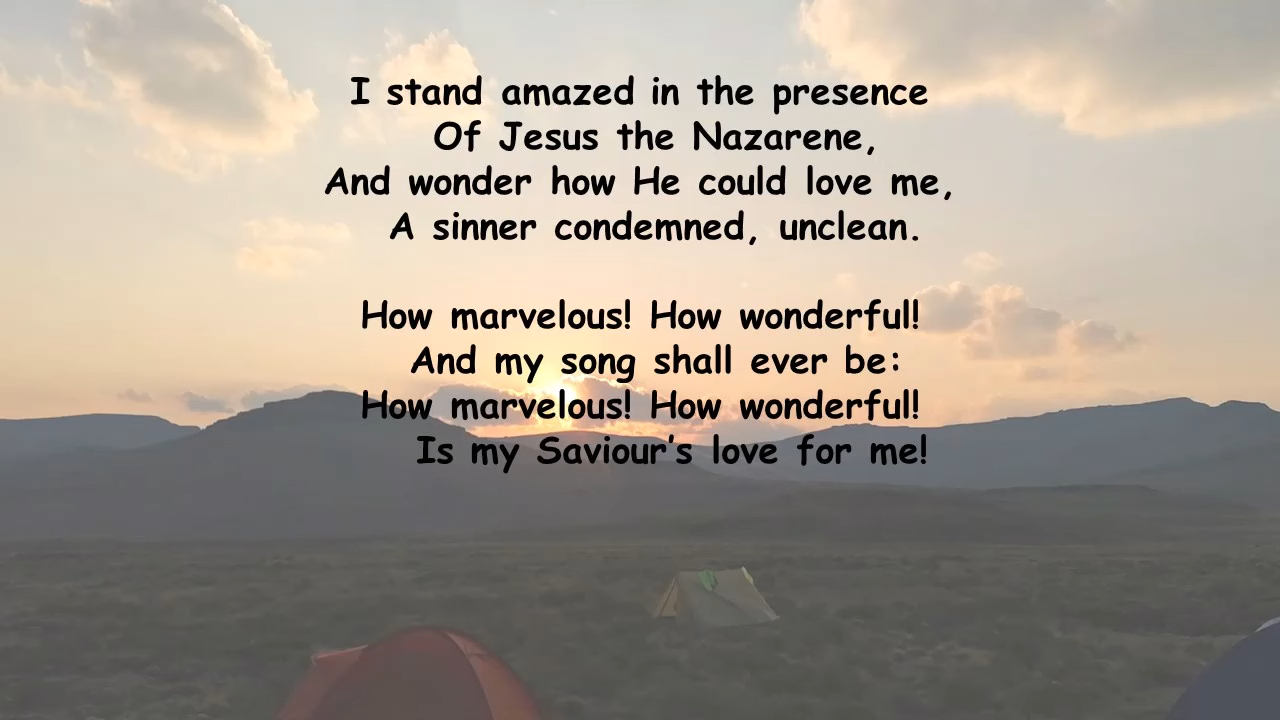 I stand amazed in the presence
Of Jesus the Nazarene,
And wonder how He could love me,
A sinner condemned, unclean.
How marvelous! How wonderful!
And my song shall ever be:
How marvelous! How wonderful!
Is my Saviour's love for me!